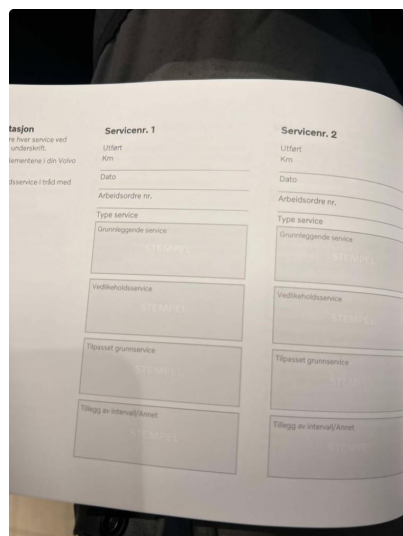 tasjon
re hver service ved
underskrift.
lementene i din Volvo
dsservice i tråd med
Servicenr. 1
Utført
Km
Dato
Arbeidsordre nr.
Type service
Grunnleggende service
STEMPEL
Vedlikeholdsservice
STEMPEL
Tilpasset grunnservice
STEMPEL
Tillegg av intervall/Annet
STEMPEL
Servicenr. 2
Utført
Km
Dato
Arbeidsordre nr.
Type service
Grunnleggende service
STEMPEL
Vedlikeholdsservice
STEMPEL
Tilpasset grunnservice
STEMPEL
Tillegg av intervall/Annet
STEMPEL